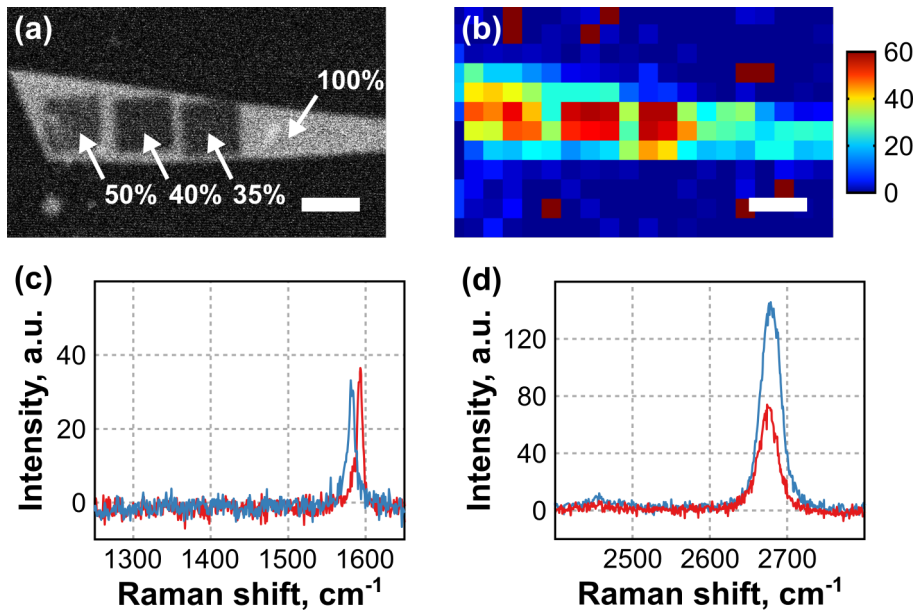 (a)
100%
50% 40% 35%
(b)
60
40
20
0
(c)
Intensity, a.u.
40
20
0
1300 1400 1500 1600
Raman shift, cm⁻¹
(d)
Intensity, a.u.
120
80
40
0
2500 2600 2700
Raman shift, cm⁻¹